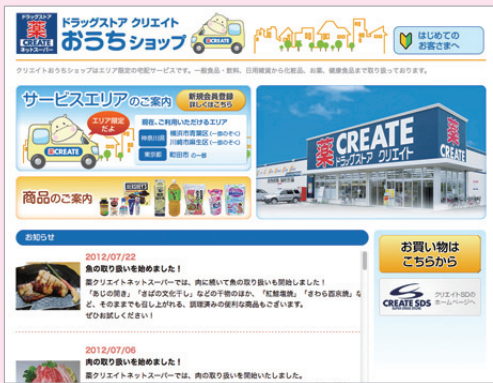 ドラッグストア
薬
CREATE
ネットスーパー
ドラッグストア クリエイト
おうちショップ
CREATE
はじめての
お客さまへ
クリエイトおうちショップはエリア限定の宅配サービスです。一般食品・飲料、日用雑貨から化粧品、お薬、健康食品まで取り扱っております。
サービスエリアのご案内
新規会員登録
詳しくはこちら
エリア限定
だよ
現在、ご利用いただけるエリア
神奈川県
横浜市青葉区(一部のぞく)
川崎市麻生区(一部のぞく)
東京都
町田市 の一部
CREATE
商品のご案内
HERSHEY'S
薬 CREATE
ドラッグストア クリエイト
お知らせ
2012/07/22
魚の取り扱いを始めました!
薬クリエイトネットスーパーでは、肉に続いて魚の取り扱いも開始しました!
「あじの開き」「さばの文化干し」などの干物のほか、「紅鮭塩焼」「さわら西京焼」な
ど、そのままでも召し上がれる、調理済みの便利な商品もございます。
ぜひお試しください!
2012/07/06
肉の取り扱いを始めました!
薬クリエイトネットスーパーでは、肉の取り扱いを開始いたしました。
お買い物は
こちらから
CREATE SDS
クリエイトSDの
ホームページへ